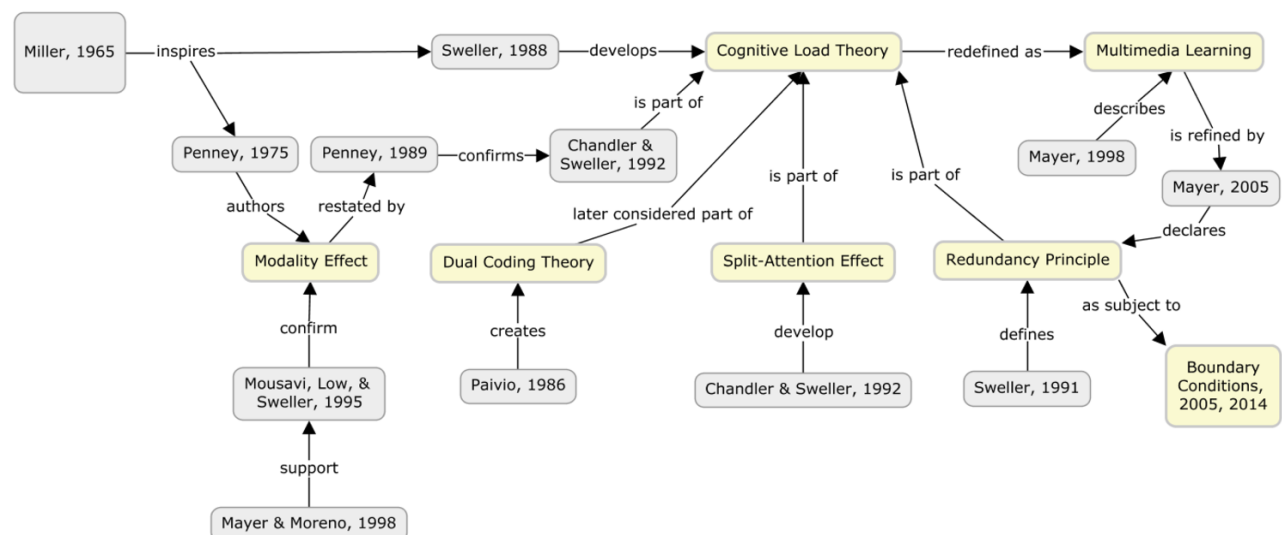 Miller, 1965
inspires
Sweller, 1988
develops
Cognitive Load Theory
redefined as
Multimedia Learning
is part of
describes
is refined by
Penney, 1975
Penney, 1989
confirms
Chandler &
Sweller, 1992
Mayer, 1998
is part of
is part of
Mayer, 2005
authors
restated by
later considered part of
declares
Modality Effect
Dual Coding Theory
Split-Attention Effect
Redundancy Principle
as subject to
confirm
creates
develop
defines
Mousavi, Low, &
Sweller, 1995
Paivio, 1986
Chandler & Sweller, 1992
Sweller, 1991
Boundary
Conditions,
2005, 2014
support
Mayer & Moreno, 1998